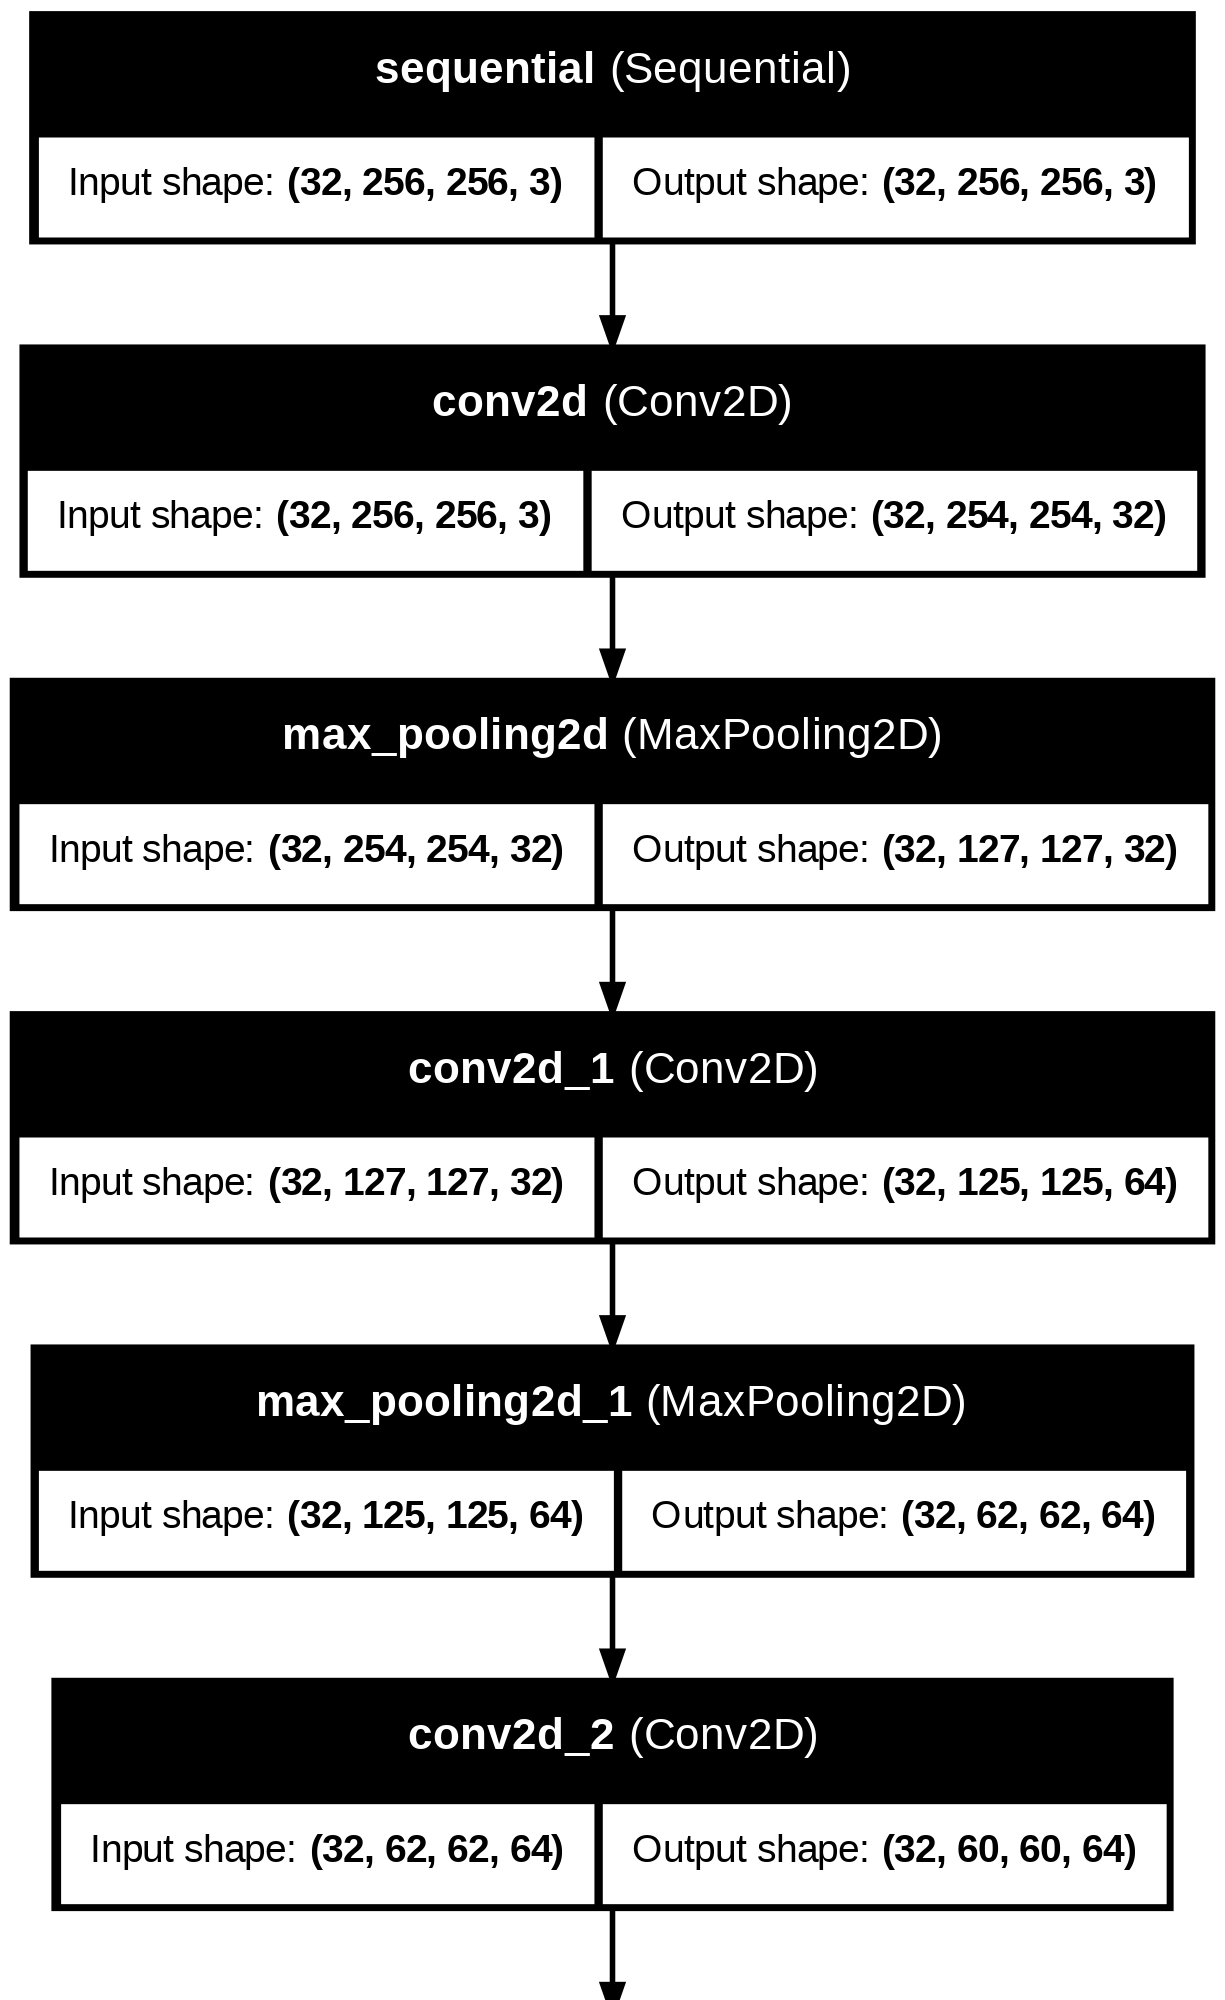 sequential (Sequential)
Input shape: (32, 256, 256, 3) Output shape: (32, 256, 256, 3)
conv2d (Conv2D)
Input shape: (32, 256, 256, 3) Output shape: (32, 254, 254, 32)
max_pooling2d (MaxPooling2D)
Input shape: (32, 254, 254, 32) Output shape: (32, 127, 127, 32)
conv2d_1 (Conv2D)
Input shape: (32, 127, 127, 32) Output shape: (32, 125, 125, 64)
max_pooling2d_1 (MaxPooling2D)
Input shape: (32, 125, 125, 64) Output shape: (32, 62, 62, 64)
conv2d_2 (Conv2D)
Input shape: (32, 62, 62, 64) Output shape: (32, 60, 60, 64)